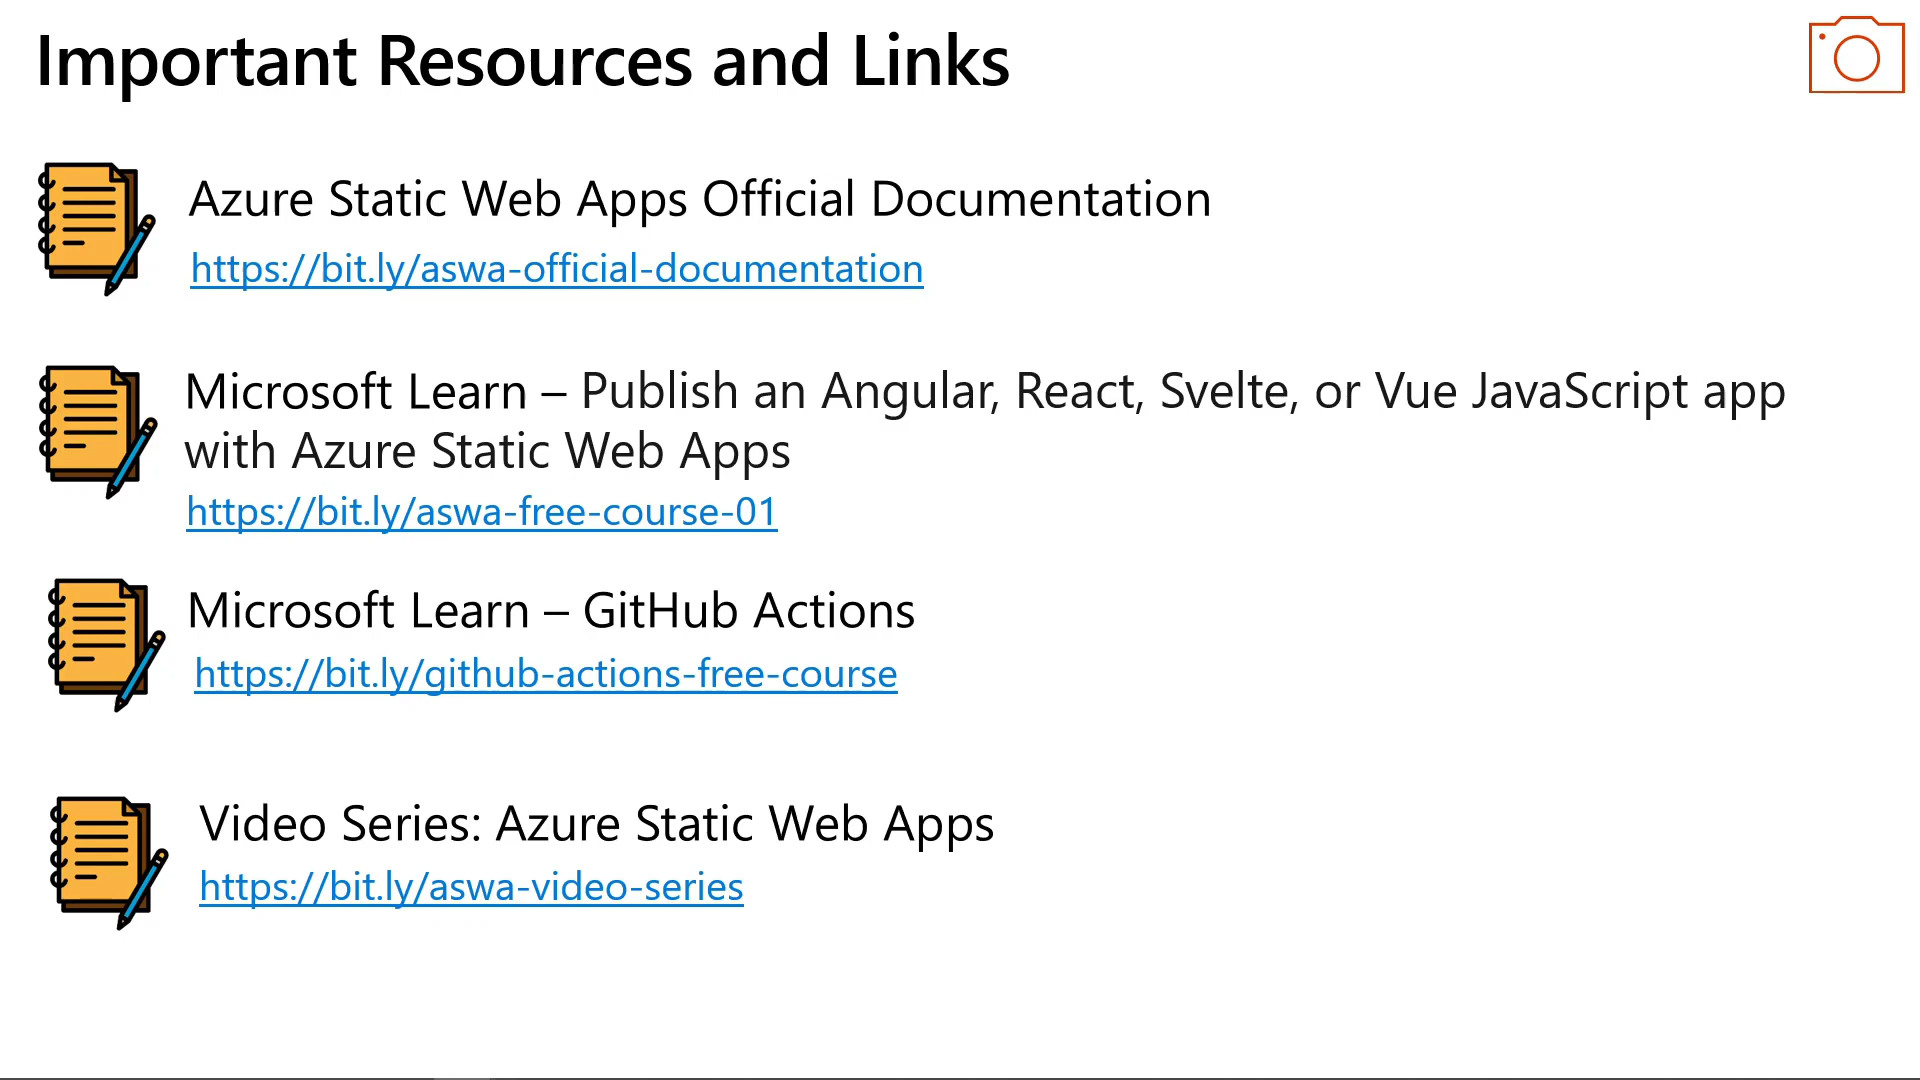 Important Resources and Links
Azure Static Web Apps Official Documentation
https://bit.ly/aswa-official-documentation
Microsoft Learn – Publish an Angular, React, Svelte, or Vue JavaScript app
with Azure Static Web Apps
https://bit.ly/aswa-free-course-01
Microsoft Learn – GitHub Actions
https://bit.ly/github-actions-free-course
Video Series: Azure Static Web Apps
https://bit.ly/aswa-video-series